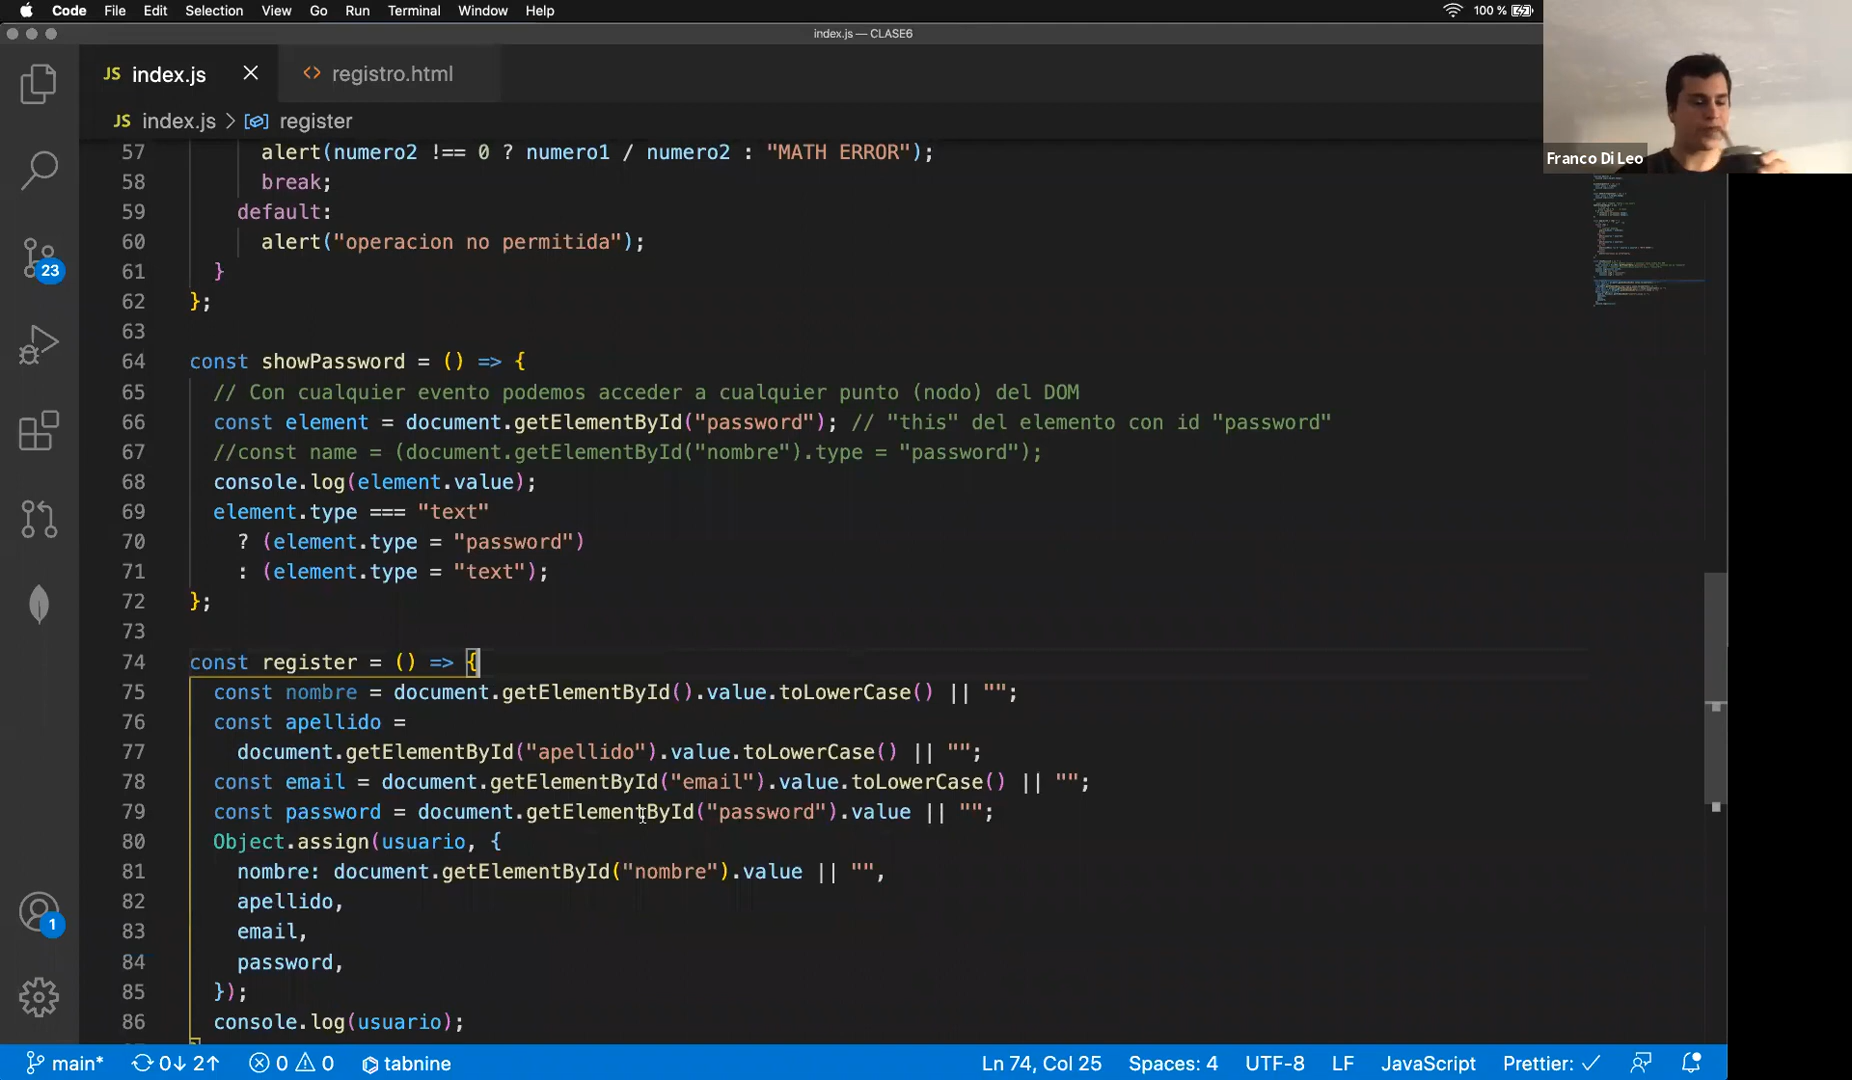 Code File Edit Selection View Go Run Terminal Window Help 100 %
index.js — CLASE6
JS index.js registro.html
JS index.js > register
Franco Di Leo
57 alert(numero2 !== 0 ? numero1 / numero2 : "MATH ERROR");
58 break;
59 default:
60 alert("operacion no permitida");
61 }
62 };
63
64 const showPassword = () => {
65 // Con cualquier evento podemos acceder a cualquier punto (nodo) del DOM
66 const element = document.getElementById("password"); // "this" del elemento con id "password"
67 //const name = (document.getElementById("nombre").type = "password");
68 console.log(element.value);
69 element.type === "text"
70 ? (element.type = "password")
71 : (element.type = "text");
72 };
73
74 const register = () => {
75 const nombre = document.getElementById().value.toLowerCase() || "";
76 const apellido =
77 document.getElementById("apellido").value.toLowerCase() || "";
78 const email = document.getElementById("email").value.toLowerCase() || "";
79 const password = document.getElementById("password").value || "";
80 Object.assign(usuario, {
81 nombre: document.getElementById("nombre").value || "",
82 apellido,
83 email,
84 password,
85 });
86 console.log(usuario);
23
1
main* 0↓ 2↑ 0 0 tabnine Ln 74, Col 25 Spaces: 4 UTF-8 LF JavaScript Prettier: ✓